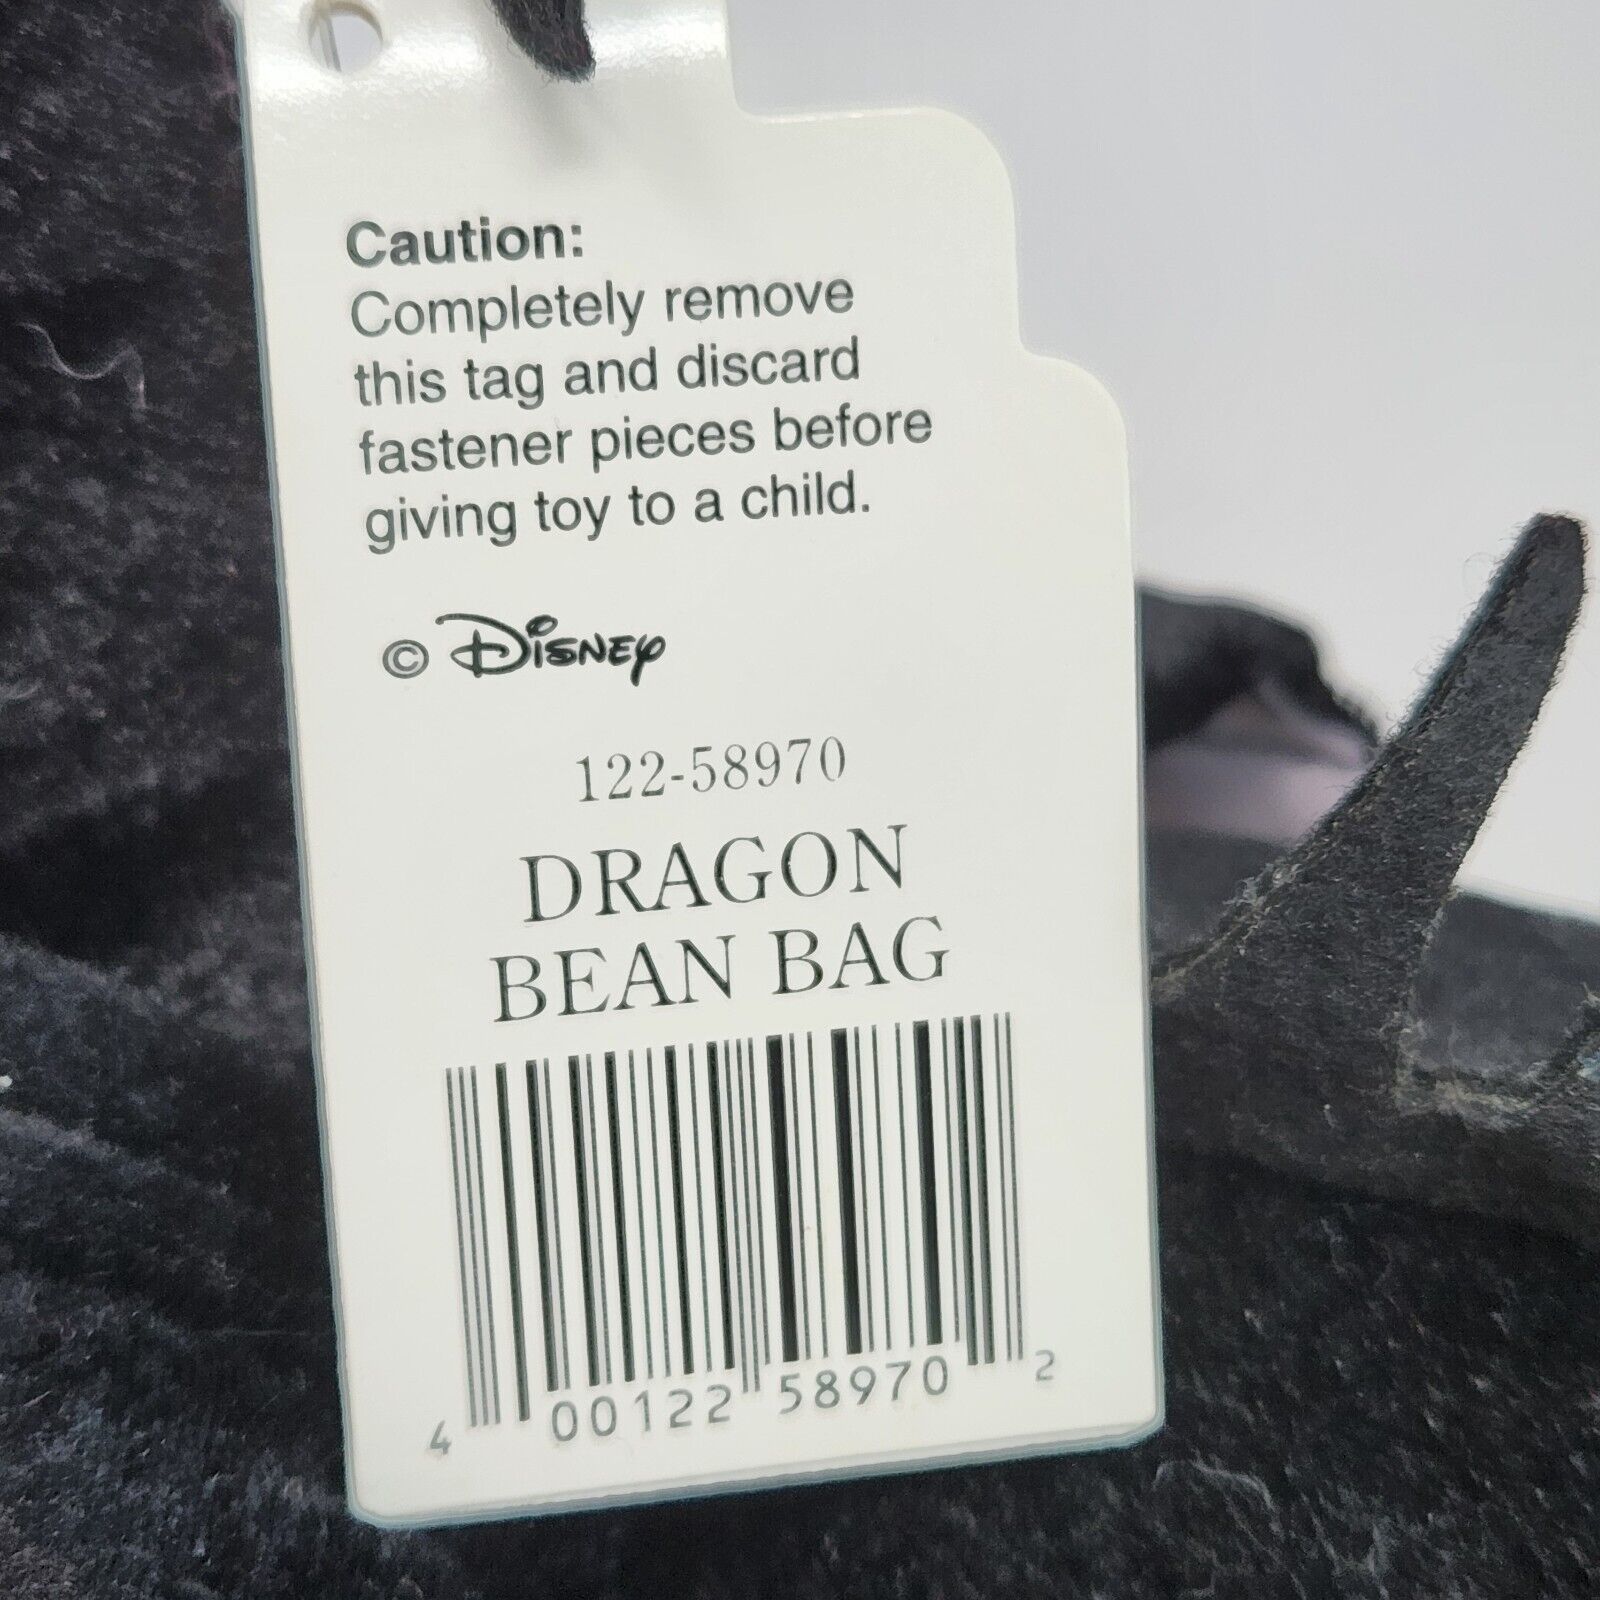 Caution:
Completely remove
this tag and discard
fastener pieces before
giving toy to a child.
© Disney
122-58970
DRAGON
BEAN BAG
4 00122 58970 2